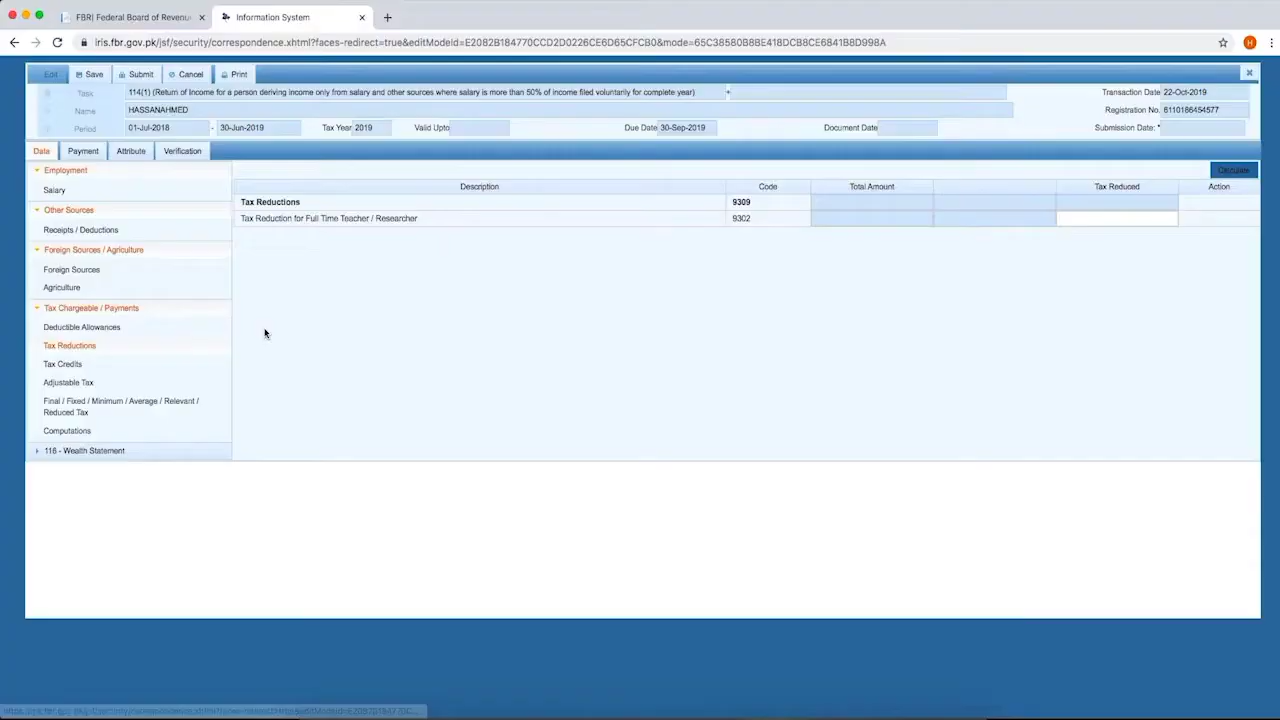 FBR| Federal Board of Revenu
Information System
iris.fbr.gov.pk/jsf/security/correspondence.xhtml?faces-redirect=true&editModeId=E2082B184770CCD2D0226CE6D65CFCB0&mode=65C38580B8BE418DCB8CE6841B8D998A
H
Edit Save Submit Cancel Print
Task 114(1) (Return of Income for a person deriving income only from salary and other sources where salary is more than 50% of income filed voluntarily for complete year) Transaction Date 22-Oct-2019
Name HASSANAHMED Registration No. 6110166454577
Period 01-Jul-2018 - 30-Jun-2019 Tax Year 2019 Valid Upto Due Date 30-Sep-2019 Document Date Submission Date: *
Data Payment Attribute Verification
Employment
Salary
Other Sources
Receipts / Deductions
Foreign Sources / Agriculture
Foreign Sources
Agriculture
Tax Chargeable / Payments
Deductible Allowances
Tax Reductions
Tax Credits
Adjustable Tax
Final / Fixed / Minimum / Average / Relevant /
Reduced Tax
Computations
116 - Wealth Statement
Calculate
Description Code Total Amount Tax Reduced Action
Tax Reductions 9309
Tax Reduction for Full Time Teacher / Researcher 9302